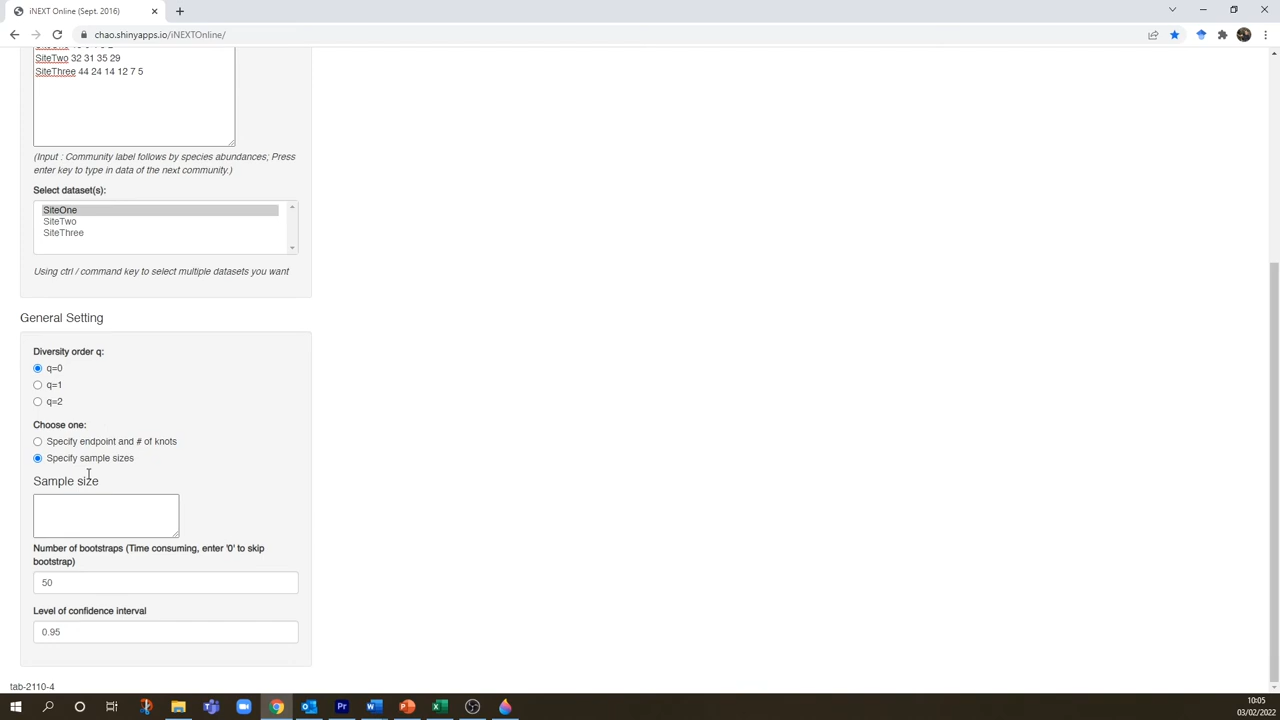 iNEXT Online (Sept. 2016)
chao.shinyapps.io/iNEXTOnline/
SiteTwo 32 31 35 29
SiteThree 44 24 14 12 7 5
(Input : Community label follows by species abundances; Press
enter key to type in data of the next community.)
Select dataset(s):
SiteOne
SiteTwo
SiteThree
Using ctrl / command key to select multiple datasets you want
General Setting
Diversity order q:
q=0
q=1
q=2
Choose one:
Specify endpoint and # of knots
Specify sample sizes
Sample size
Number of bootstraps (Time consuming, enter '0' to skip
bootstrap)
50
Level of confidence interval
0.95
tab-2110-4
10:05
03/02/2022